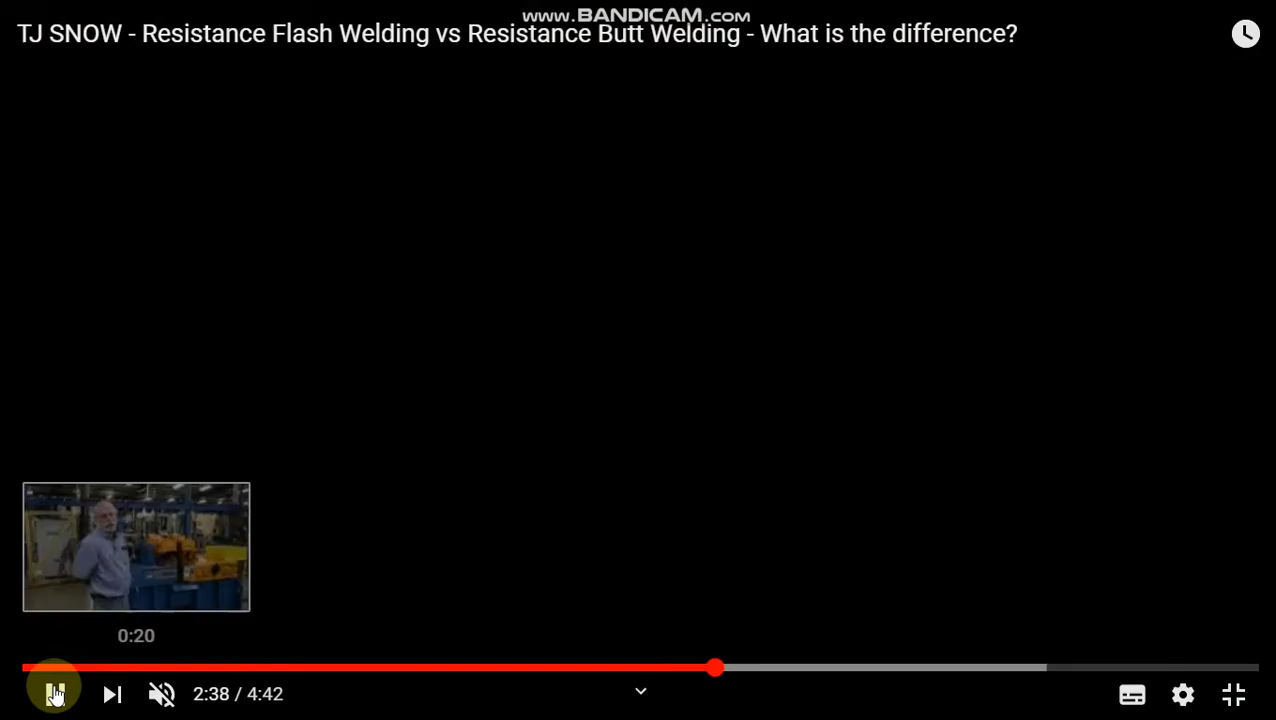 www.BANDICAM.com
TJ SNOW - Resistance Flash Welding vs Resistance Butt Welding - What is the difference?
0:20
2:38 / 4:42